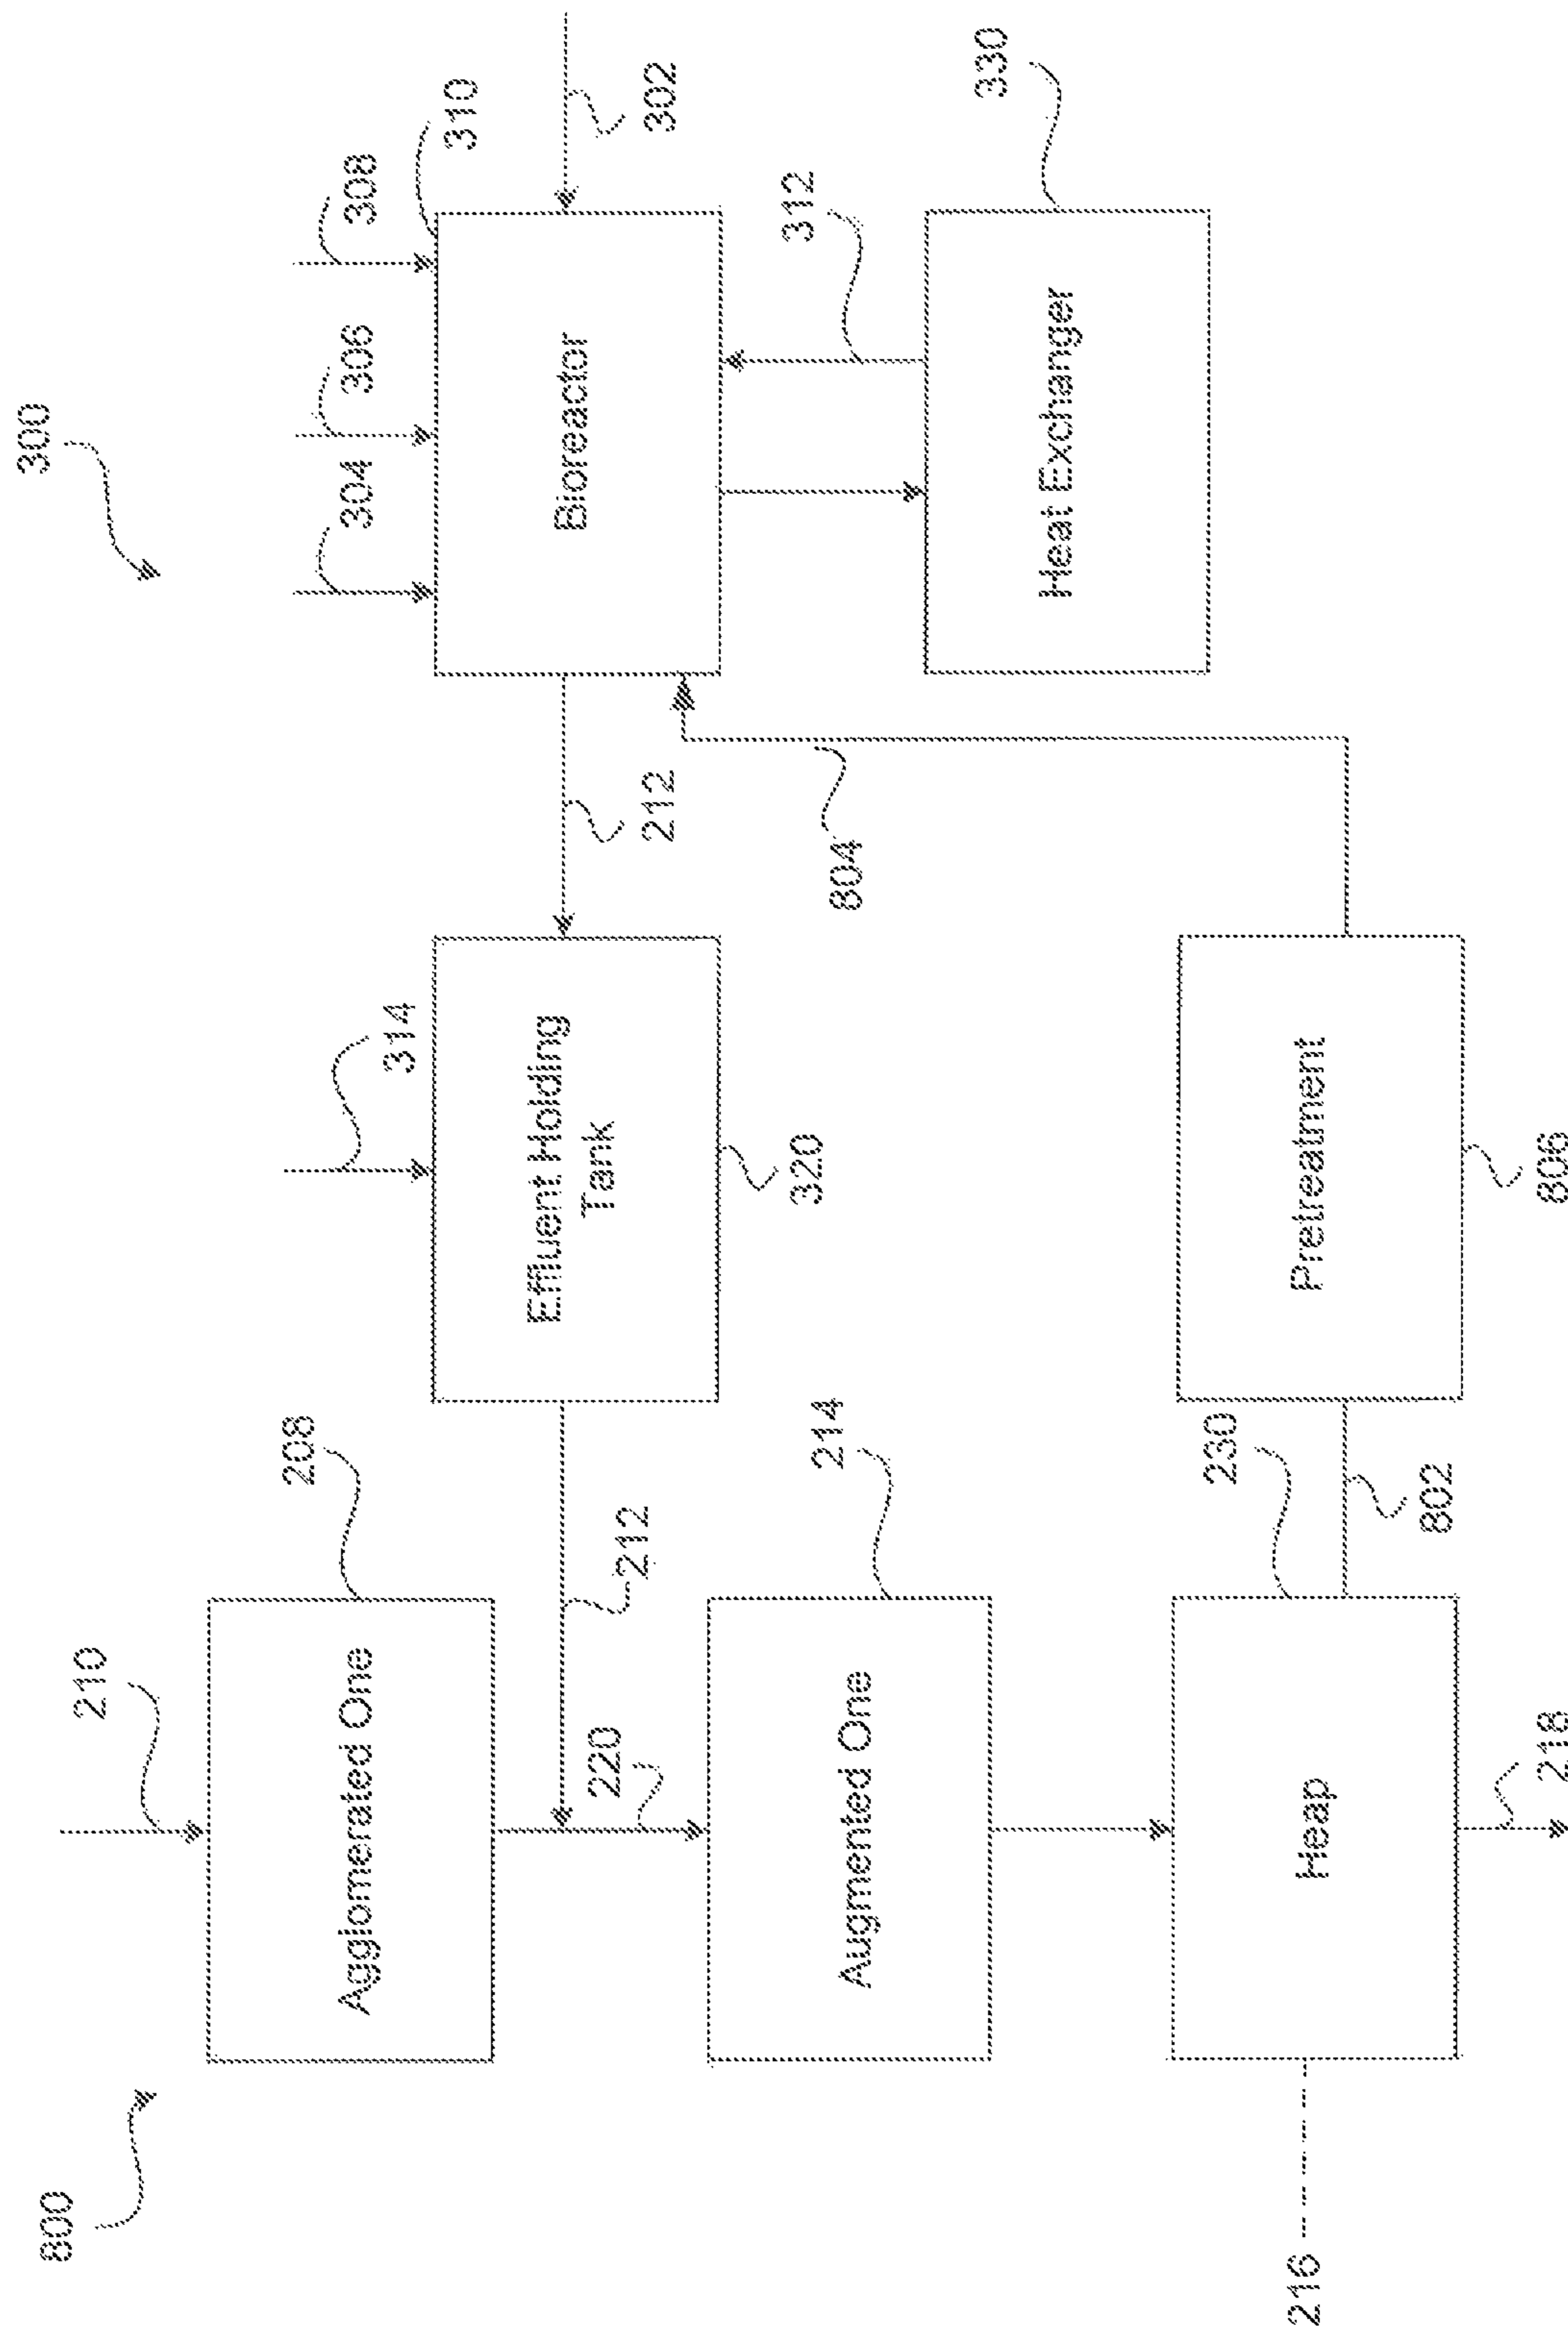 800
300
210
208
304
306
308
Agglomerated One
314
310
Effluent Holding
Tank
Bioreactor
220
212
212
302
320
312
214
804
Augmented One
330
Heat Exchanger
230
216
Heap
Pretreatment
802
218
806